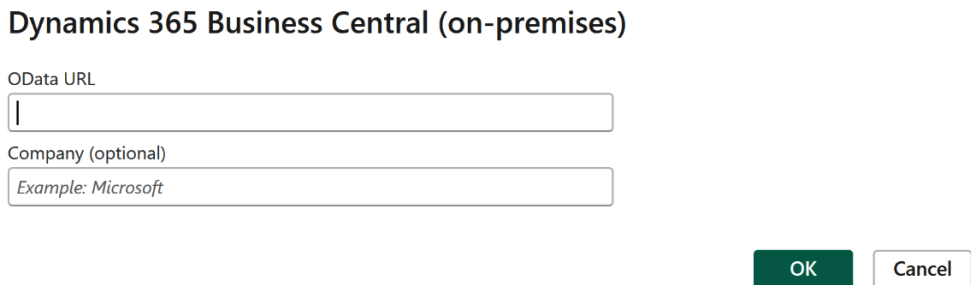 Dynamics 365 Business Central (on-premises)
OData URL
Company (optional)
Example: Microsoft
OK
Cancel